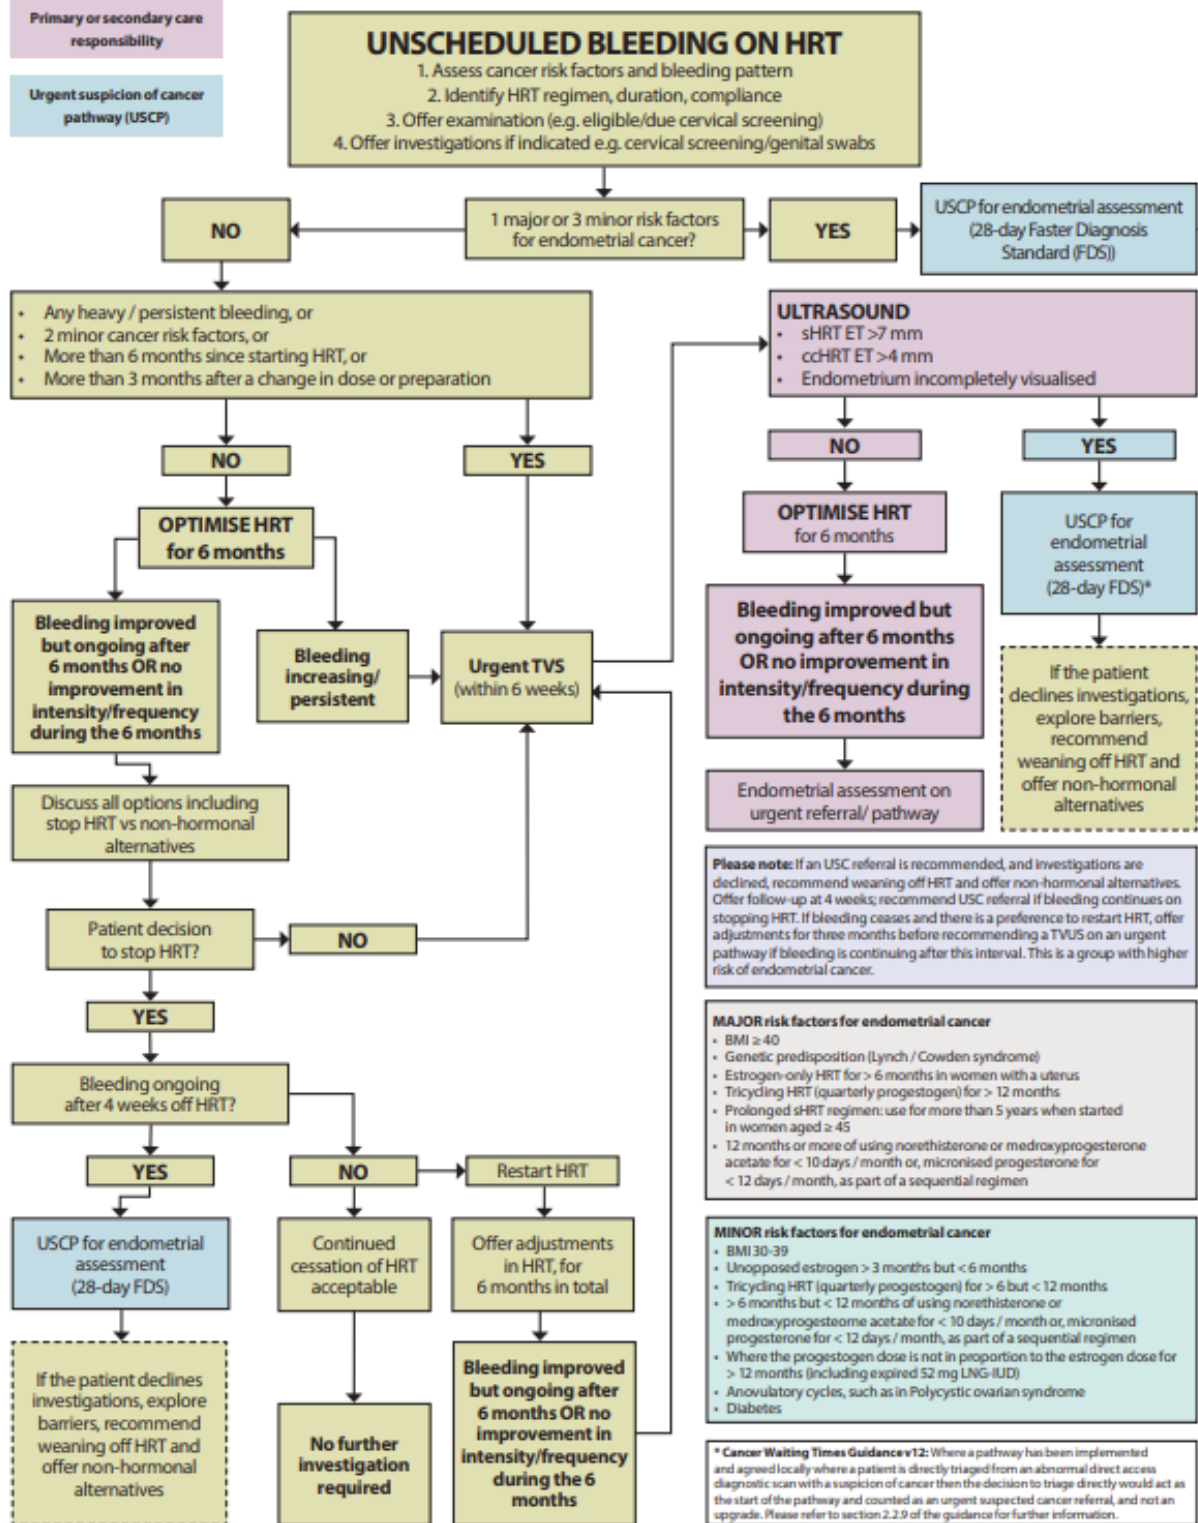 Primary or secondary care
responsibility
Urgent suspicion of cancer
pathway (USCP)
UNSCHEDULED BLEEDING ON HRT
1. Assess cancer risk factors and bleeding pattern
2. Identify HRT regimen, duration, compliance
3. Offer examination (e.g. eligible/due cervical screening)
4. Offer investigations if indicated e.g. cervical screening/genital swabs
NO
1 major or 3 minor risk factors
for endometrial cancer?
YES
USCP for endometrial assessment
(28-day Faster Diagnosis
Standard (FDS))
• Any heavy / persistent bleeding, or
• 2 minor cancer risk factors, or
• More than 6 months since starting HRT, or
• More than 3 months after a change in dose or preparation
ULTRASOUND
• sHRT ET >7 mm
• ccHRT ET >4 mm
• Endometrium incompletely visualised
NO
YES
NO
YES
OPTIMISE HRT
for 6 months
OPTIMISE HRT
for 6 months
USCP for
endometrial
assessment
(28-day FDS)*
Bleeding improved
but ongoing after
6 months OR no
improvement in
intensity/frequency
during the 6 months
Bleeding
increasing/
persistent
Urgent TVS
(within 6 weeks)
Bleeding improved but
ongoing after 6 months
OR no improvement in
intensity/frequency during
the 6 months
If the patient
declines investigations,
explore barriers,
recommend
weaning off HRT and
offer non-hormonal
alternatives
Discuss all options including
stop HRT vs non-hormonal
alternatives
Endometrial assessment on
urgent referral/ pathway
Patient decision
to stop HRT?
NO
YES
Please note: If an USC referral is recommended, and investigations are
declined, recommend weaning off HRT and offer non-hormonal alternatives.
Offer follow-up at 4 weeks; recommend USC referral if bleeding continues on
stopping HRT. If bleeding ceases and there is a preference to restart HRT, offer
adjustments for three months before recommending a TVUS on an urgent
pathway if bleeding is continuing after this interval. This is a group with higher
risk of endometrial cancer.
Bleeding ongoing
after 4 weeks off HRT?
YES
NO
Restart HRT
MAJOR risk factors for endometrial cancer
• BMI ≥ 40
• Genetic predisposition (Lynch / Cowden syndrome)
• Estrogen-only HRT for > 6 months in women with a uterus
• Tricycling HRT (quarterly progestogen) for > 12 months
• Prolonged sHRT regimen: use for more than 5 years when started
in women aged ≥ 45
• 12 months or more of using norethisterone or medroxyprogesterone
acetate for < 10 days / month or, micronised progesterone for
< 12 days / month, as part of a sequential regimen
USCP for endometrial
assessment
(28-day FDS)
Continued
cessation of HRT
acceptable
Offer adjustments
in HRT, for
6 months in total
MINOR risk factors for endometrial cancer
• BMI 30-39
• Unopposed estrogen > 3 months but < 6 months
• Tricycling HRT (quarterly progestogen) for > 6 but < 12 months
• > 6 months but < 12 months of using norethisterone or
medroxyprogesteorne acetate for < 10 days / month or, micronised
progesterone for < 12 days / month, as part of a sequential regimen
• Where the progestogen dose is not in proportion to the estrogen dose for
> 12 months (including expired 52 mg LNG-IUD)
• Anovulatory cycles, such as in Polycystic ovarian syndrome
• Diabetes
If the patient declines
investigations, explore
barriers, recommend
weaning off HRT and
offer non-hormonal
alternatives
No further
investigation
required
Bleeding improved
but ongoing after
6 months OR no
improvement in
intensity/frequency
during the 6
months
* Cancer Waiting Times Guidance v12: Where a pathway has been implemented
and agreed locally where a patient is directly triaged from an abnormal direct access
diagnostic scan with a suspicion of cancer then the decision to triage directly would act as
the start of the pathway and counted as an urgent suspected cancer referral, and not an
upgrade. Please refer to section 2.2.9 of the guidance for further information.